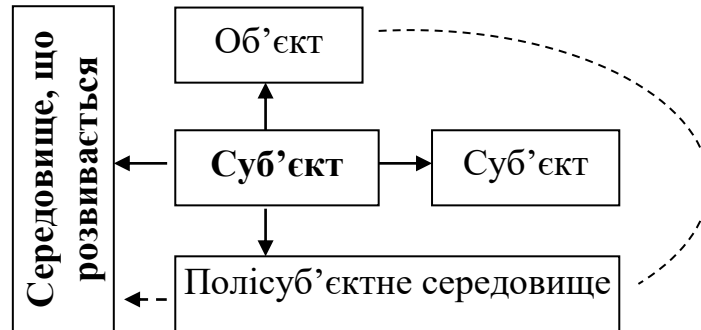 Середовище, що
розвивається
Об’єкт
Суб’єкт
Суб’єкт
Полісуб’єктне середовище